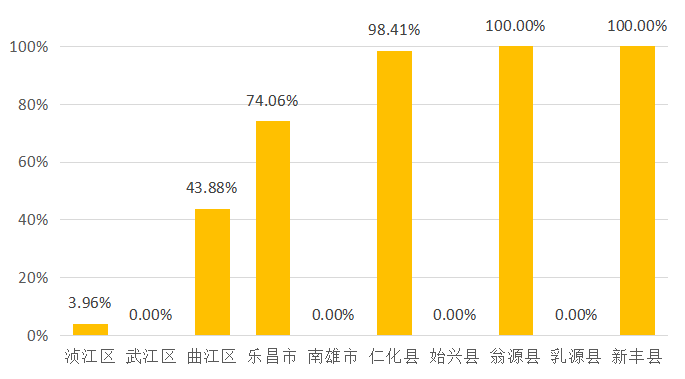 100.00%
100.00%
98.41%
100%
80%
74.06%
60%
43.88%
40%
20%
3.96%
0.00%
0.00%
0.00%
0.00%
0%
浈江区
武江区
曲江区
乐昌市
南雄市
仁化县
始兴县
翁源县
乳源县
新丰县